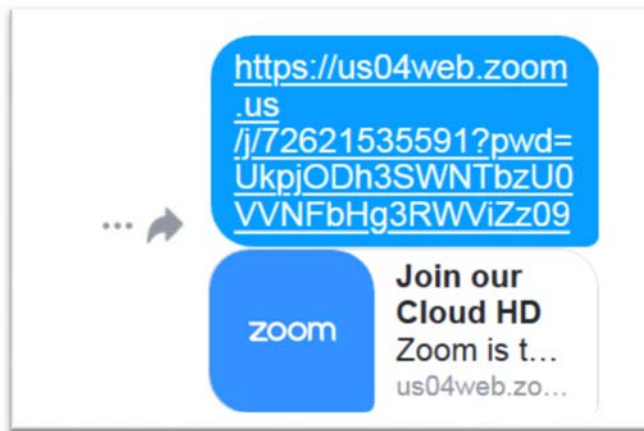 https://us04web.zoom
.us
/j/72621535591?pwd=
UkpjODh3SWNTbzU0
VVNFbHg3RWViZz09
zoom
Join our
Cloud HD
Zoom is t…
us04web.zo…